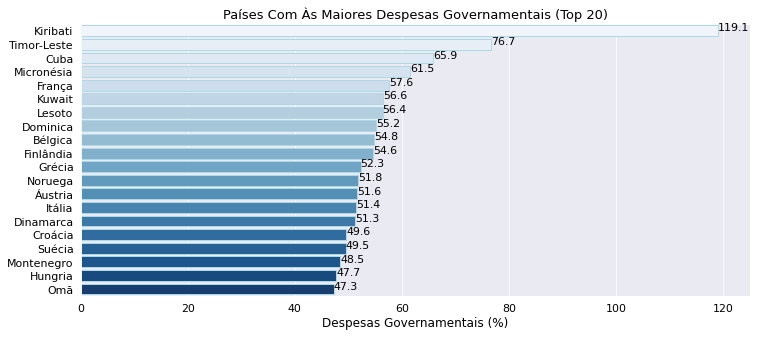 Países Com Às Maiores Despesas Governamentais (Top 20)
Kiribati 119.1
Timor-Leste 76.7
Cuba 65.9
Micronésia 61.5
França 57.6
Kuwait 56.6
Lesoto 56.4
Dominica 55.2
Bélgica 54.8
Finlândia 54.6
Grécia 52.3
Noruega 51.8
Áustria 51.6
Itália 51.4
Dinamarca 51.3
Croácia 49.6
Suécia 49.5
Montenegro 48.5
Hungria 47.7
Omã 47.3
0 20 40 60 80 100 120
Despesas Governamentais (%)